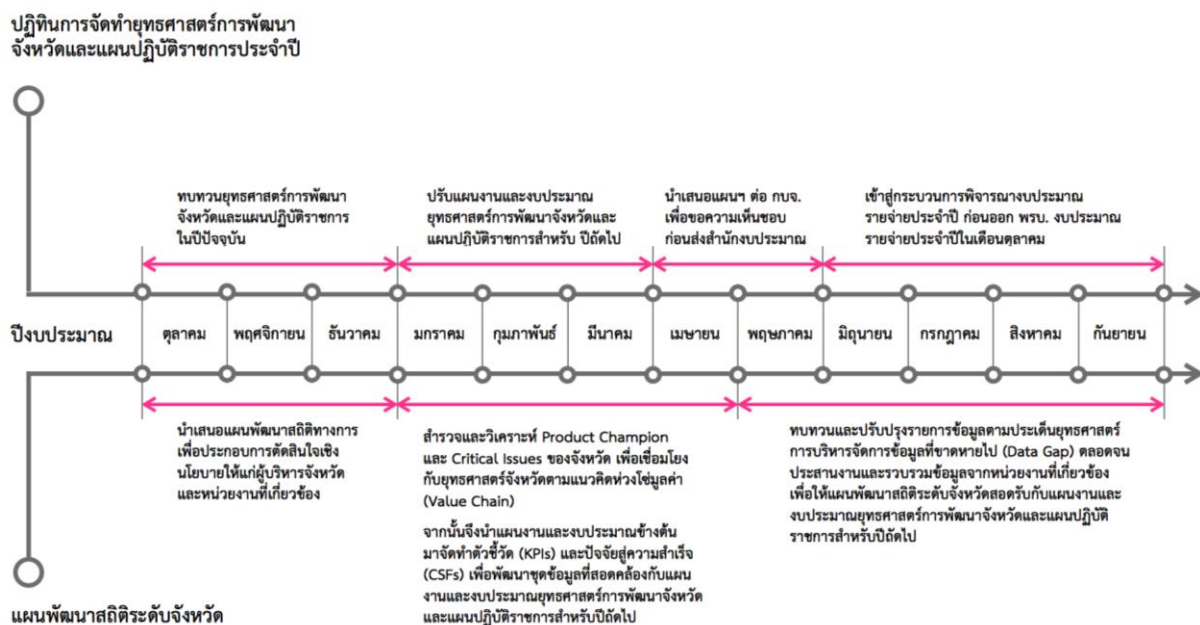 ปฏิทินการจัดทำยุทธศาสตร์การพัฒนา
จังหวัดและแผนปฏิบัติราชการประจำปี
ทบทวนยุทธศาสตร์การพัฒนา
จังหวัดและแผนปฏิบัติราชการ
ในปีปัจจุบัน
ปรับแผนงานและงบประมาณ
ยุทธศาสตร์การพัฒนาจังหวัดและ
แผนปฏิบัติราชการสำหรับ ปีถัดไป
นำเสนอแผนฯ ต่อ กบจ.
เพื่อขอความเห็นชอบ
ก่อนส่งสำนักงบประมาณ
เข้าสู่กระบวนการพิจารณางบประมาณ
รายจ่ายประจำปี ก่อนออก พรบ. งบประมาณ
รายจ่ายประจำปีในเดือนตุลาคม
ปีงบประมาณ ตุลาคม พฤศจิกายน ธันวาคม มกราคม กุมภาพันธ์ มีนาคม เมษายน พฤษภาคม มิถุนายน กรกฎาคม สิงหาคม กันยายน
นำเสนอแผนพัฒนาสถิติทางการ
เพื่อประกอบการตัดสินใจเชิง
นโยบายให้แก่ผู้บริหารจังหวัด
และหน่วยงานที่เกี่ยวข้อง
สำรวจและวิเคราะห์ Product Champion
และ Critical Issues ของจังหวัด เพื่อเชื่อมโยง
กับยุทธศาสตร์จังหวัดตามแนวคิดห่วงโซ่มูลค่า
(Value Chain)
จากนั้นจึงนำแผนงานและงบประมาณข้างต้น
มาจัดทำตัวชี้วัด (KPIs) และปัจจัยสู่ความสำเร็จ
(CSFs) เพื่อพัฒนาชุดข้อมูลที่สอดคล้องกับแผน
งานและงบประมาณยุทธศาสตร์การพัฒนาจังหวัด
และแผนปฏิบัติราชการสำหรับปีถัดไป
ทบทวนและปรับปรุงรายการข้อมูลตามประเด็นยุทธศาสตร์
การบริหารจัดการข้อมูลที่ขาดหายไป (Data Gap) ตลอดจน
ประสานงานและรวบรวมข้อมูลจากหน่วยงานที่เกี่ยวข้อง
เพื่อให้แผนพัฒนาสถิติระดับจังหวัดสอดรับกับแผนงานและ
งบประมาณยุทธศาสตร์การพัฒนาจังหวัดและแผนปฏิบัติ
ราชการสำหรับปีถัดไป
แผนพัฒนาสถิติระดับจังหวัด